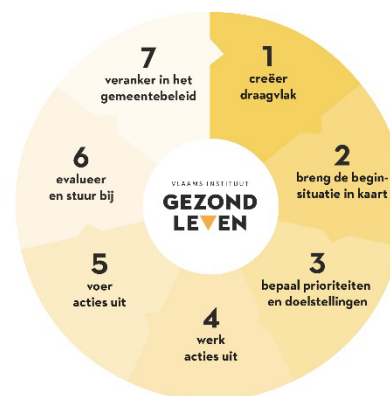 1
creëer
draagvlak
2
breng de begin-
situatie in kaart
3
bepaal prioriteiten
en doelstellingen
4
werk
acties uit
5
voer
acties uit
6
evalueer
en stuur bij
7
veranker in het
gemeentebeleid
VLAAMS INSTITUUT
GEZOND
LEVEN